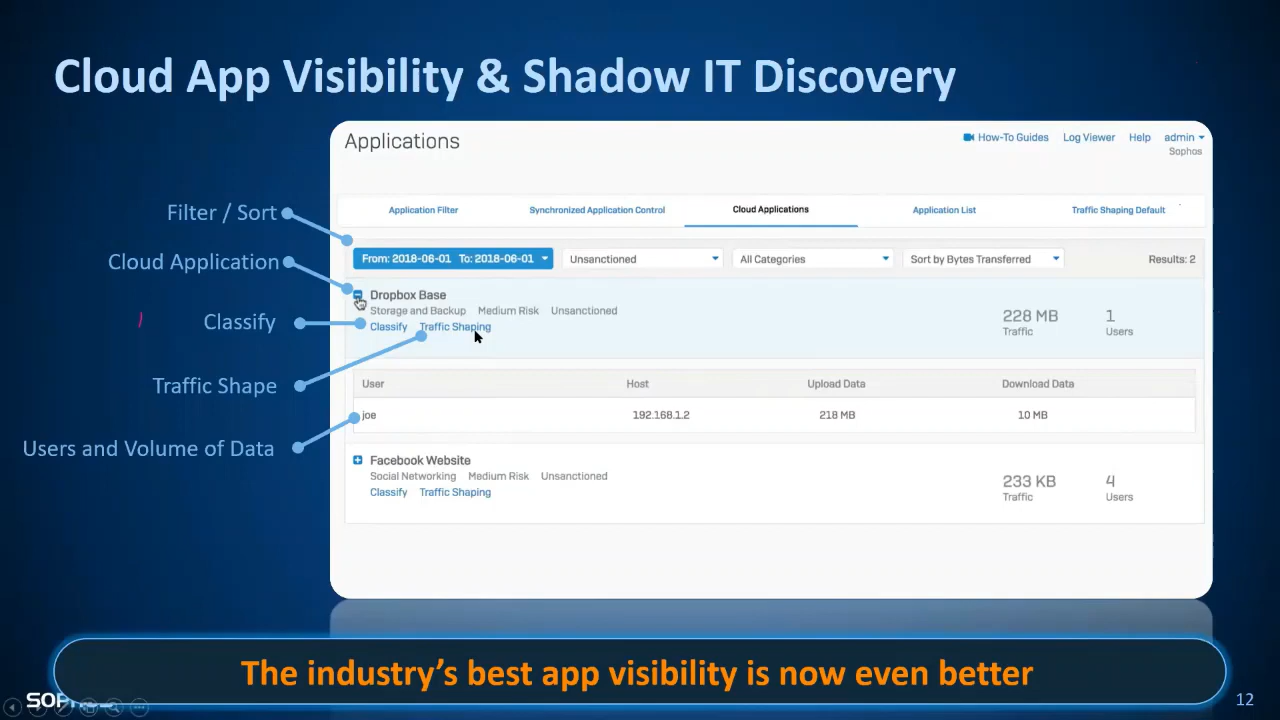 Cloud App Visibility & Shadow IT Discovery
Applications
How-To Guides Log Viewer Help admin
Sophos
Application Filter Synchronized Application Control Cloud Applications Application List Traffic Shaping Default
Filter / Sort
From: 2018-06-01 To: 2018-06-01 Unsanctioned All Categories Sort by Bytes Transferred Results: 2
Cloud Application
Dropbox Base
Storage and Backup Medium Risk Unsanctioned
228 MB 1
Traffic Users
Classify
Classify Traffic Shaping
Traffic Shape
User Host Upload Data Download Data
joe 192.168.1.2 218 MB 10 MB
Users and Volume of Data
Facebook Website
Social Networking Medium Risk Unsanctioned
233 KB 4
Traffic Users
Classify Traffic Shaping
The industry's best app visibility is now even better
12